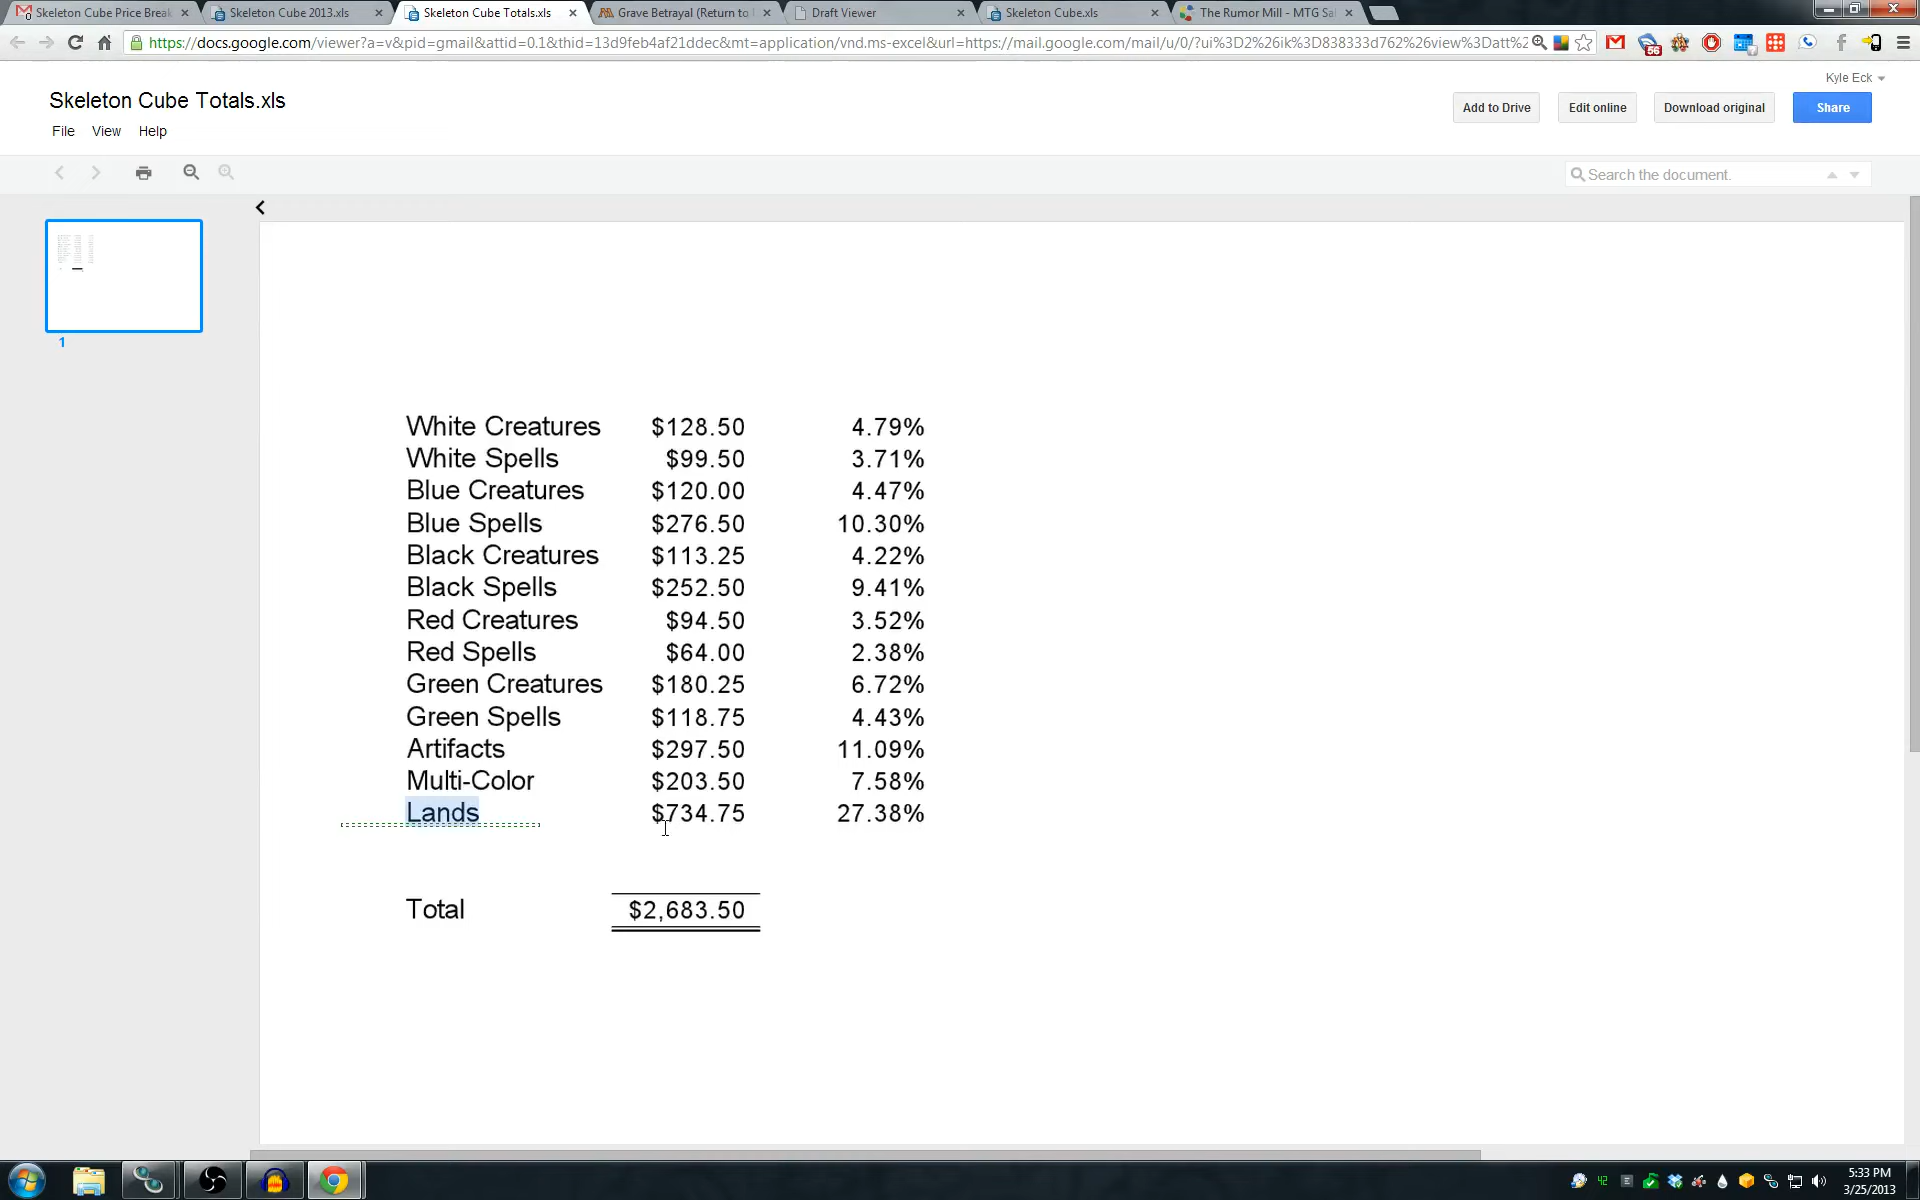 Skeleton Cube Price Break
Skeleton Cube 2013.xls
Skeleton Cube Totals.xls
Grave Betrayal (Return to
Draft Viewer
Skeleton Cube.xls
The Rumor Mill - MTG Sal
https://docs.google.com/viewer?a=v&pid=gmail&attid=0.1&thid=13d9feb4af21ddec&mt=application/vnd.ms-excel&url=https://mail.google.com/mail/u/0/?ui%3D2%26ik%3D838333d762%26view%3Datt%2
56
Kyle Eck
Skeleton Cube Totals.xls
Add to Drive
Edit online
Download original
Share
File View Help
Search the document.
1
White Creatures $128.50 4.79%
White Spells $99.50 3.71%
Blue Creatures $120.00 4.47%
Blue Spells $276.50 10.30%
Black Creatures $113.25 4.22%
Black Spells $252.50 9.41%
Red Creatures $94.50 3.52%
Red Spells $64.00 2.38%
Green Creatures $180.25 6.72%
Green Spells $118.75 4.43%
Artifacts $297.50 11.09%
Multi-Color $203.50 7.58%
Lands $734.75 27.38%
Total $2,683.50
42
5:33 PM
3/25/2013